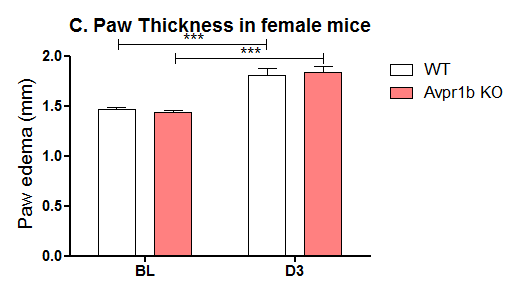 C. Paw Thickness in female mice
***
***
Paw edema (mm)
2.0
1.5
1.0
0.5
0.0
BL
D3
WT
Avpr1b KO